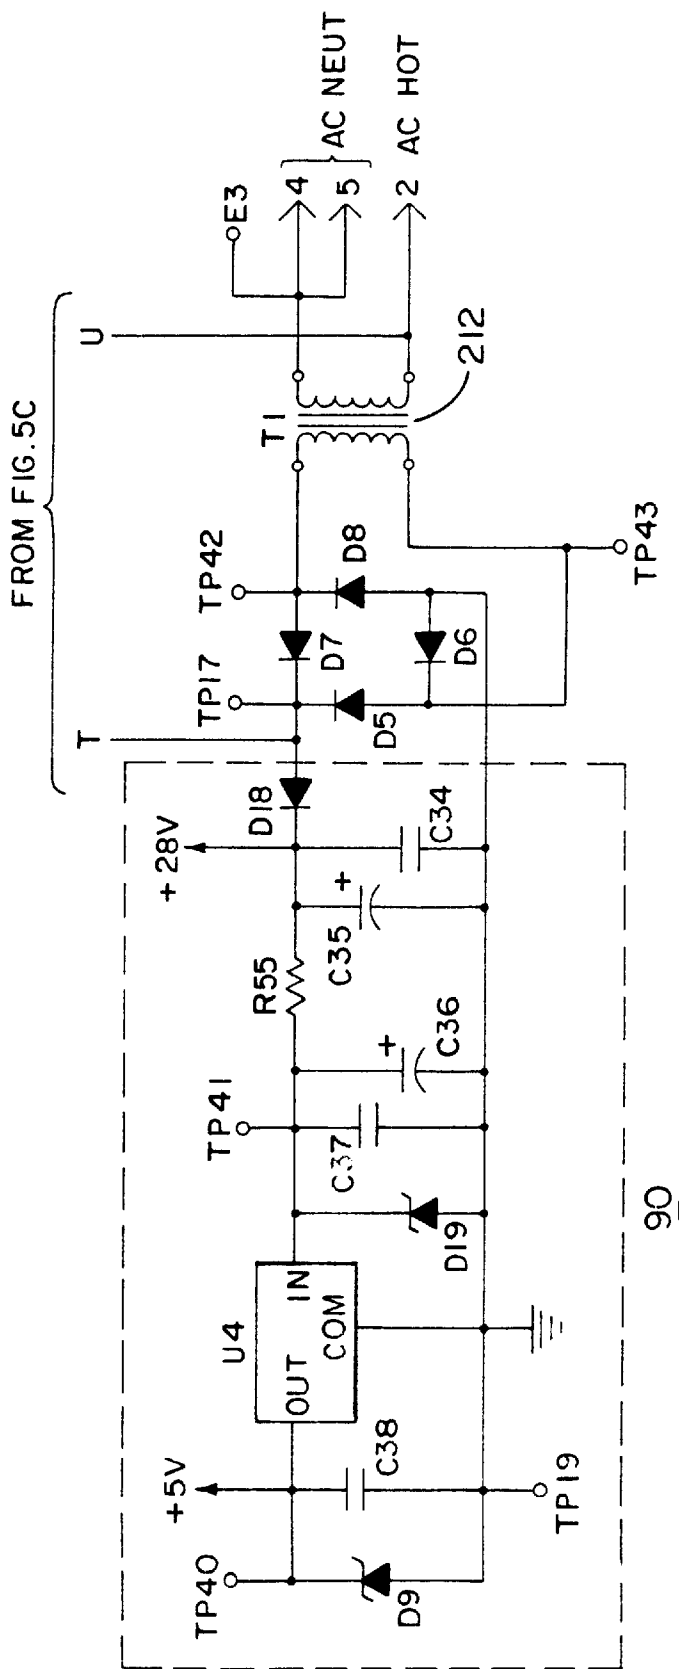 FROM FIG. 5C
T
U
E3
4
5
AC NEUT
2
AC HOT
T1
212
TP42
TP17
D7
D8
D5
D6
TP43
+28V
D18
C34
C35
+
R55
TP41
C36
+
C37
D19
U4
OUT
IN
COM
+5V
C38
TP40
D9
TP19
90